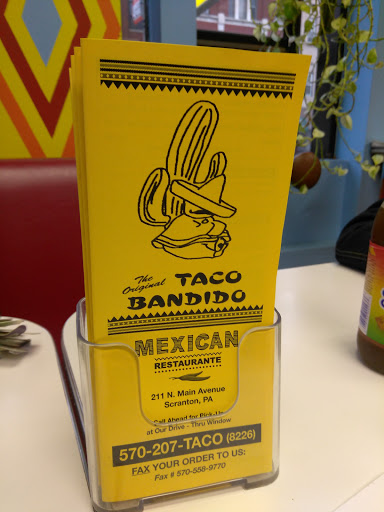 The
Original
TACO
BANDIDO
MEXICAN
RESTAURANTE
211 N. Main Avenue
Scranton, PA
Call Ahead for Pick-Up
at Our Drive - Thru Window
570-207-TACO (8226)
FAX YOUR ORDER TO US:
Fax # 570-558-9770